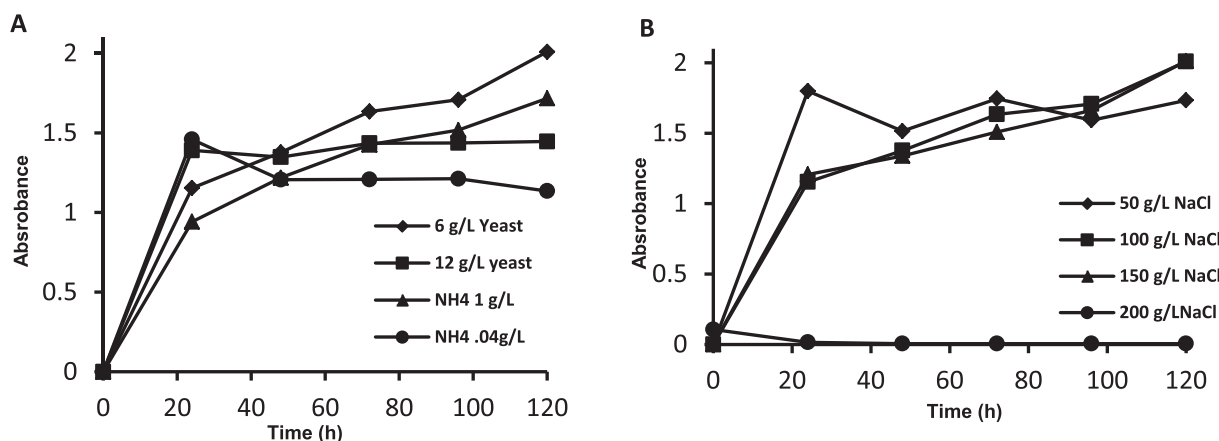 A
2
1.5
1
0.5
0
Absrobance
0 20 40 60 80 100 120
Time (h)
6 g/L Yeast
12 g/L yeast
NH4 1 g/L
NH4 .04g/L
B
2
1.5
1
0.5
0
Absrobance
0 20 40 60 80 100 120
Time (h)
50 g/L NaCl
100 g/L NaCl
150 g/L NaCl
200 g/LNaCl